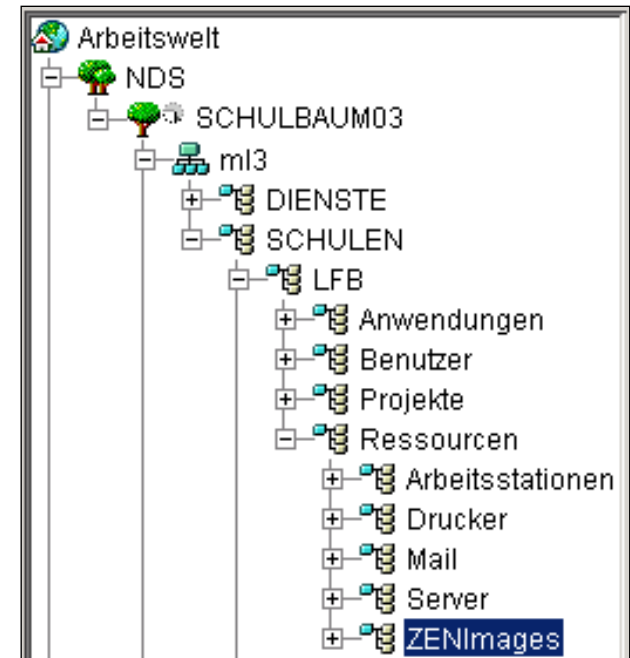 Arbeitswelt
NDS
SCHULBAUM03
ml3
DIENSTE
SCHULEN
LFB
Anwendungen
Benutzer
Projekte
Ressourcen
Arbeitsstationen
Drucker
Mail
Server
ZENImages